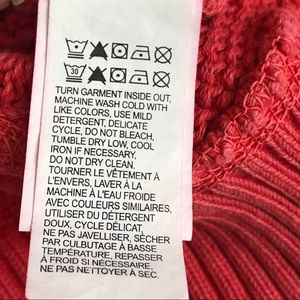 30
TURN GARMENT INSIDE OUT,
MACHINE WASH COLD WITH
LIKE COLORS, USE MILD
DETERGENT, DELICATE
CYCLE, DO NOT BLEACH,
TUMBLE DRY LOW, COOL
IRON IF NECESSARY,
DO NOT DRY CLEAN.
TOURNER LE VÊTEMENT À
L'ENVERS, LAVER À LA
MACHINE À L'EAU FROIDE
AVEC COULEURS SIMILAIRES,
UTILISER DU DÉTERGENT
DOUX, CYCLE DÉLICAT,
NE PAS JAVELLISER, SÉCHER
PAR CULBUTAGE À BASSE
TEMPÉRATURE, REPASSER
À FROID SI NÉCESSAIRE,
NE PAS NETTOYER À SEC.